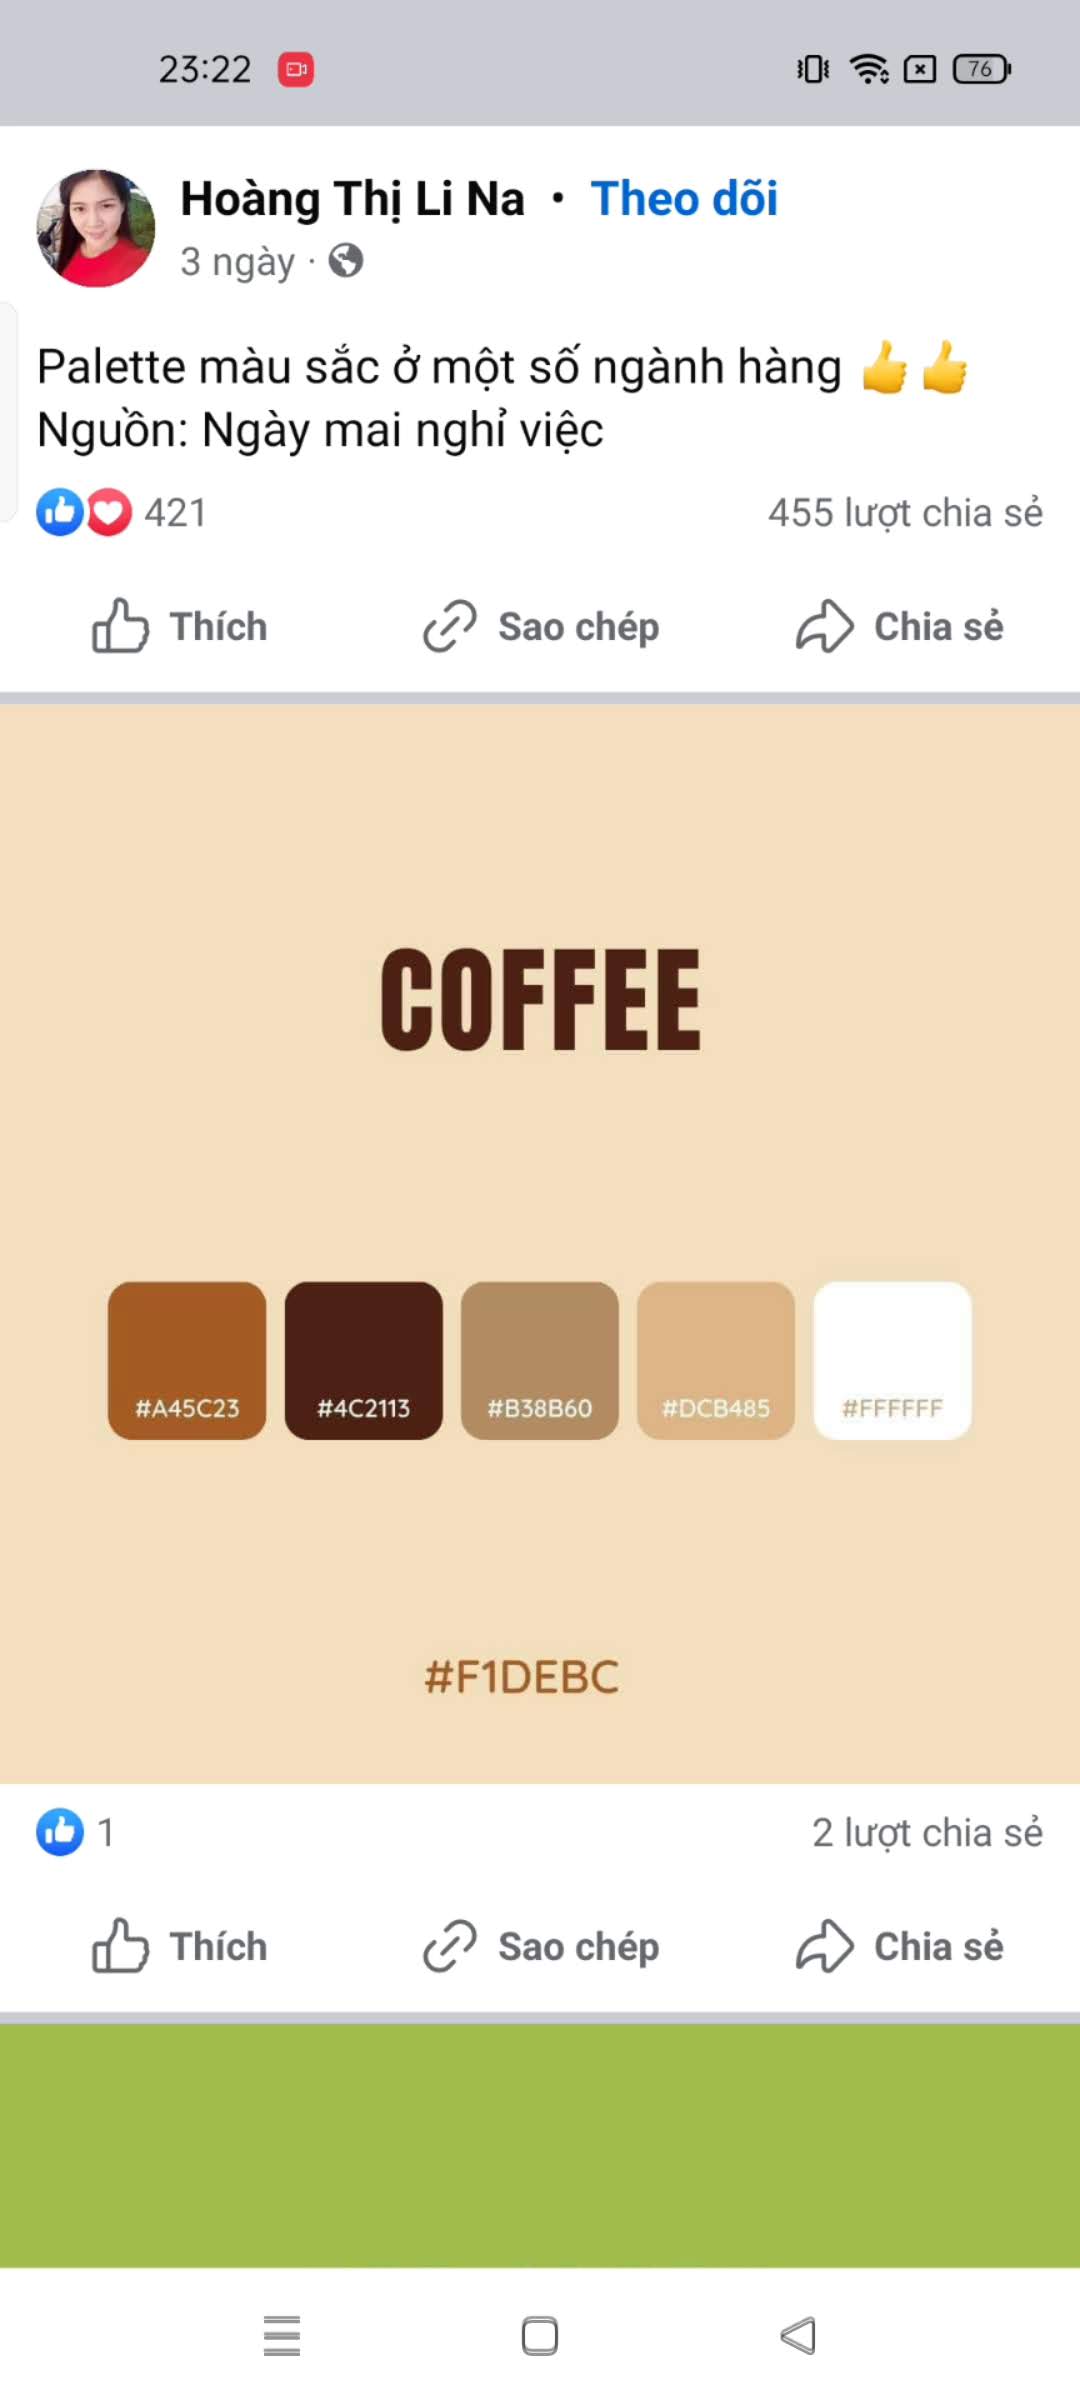 23:22
76
Hoàng Thị Li Na • Theo dõi
3 ngày ·
Palette màu sắc ở một số ngành hàng 👍👍
Nguồn: Ngày mai nghỉ việc
421 455 lượt chia sẻ
Thích Sao chép Chia sẻ
COFFEE
#A45C23 #4C2113 #B38B60 #DCB485 #FFFFFF
#F1DEBC
1 2 lượt chia sẻ
Thích Sao chép Chia sẻ